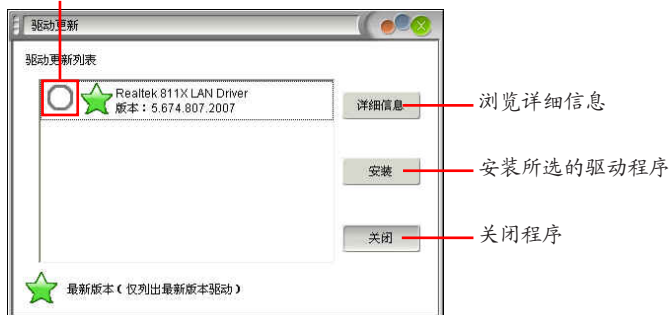 驱动更新
驱动更新列表
Realtek 811X LAN Driver
版本：5.674.807.2007
详细信息
浏览详细信息
安装
安装所选的驱动程序
关闭
关闭程序
最新版本（仅列出最新版本驱动）